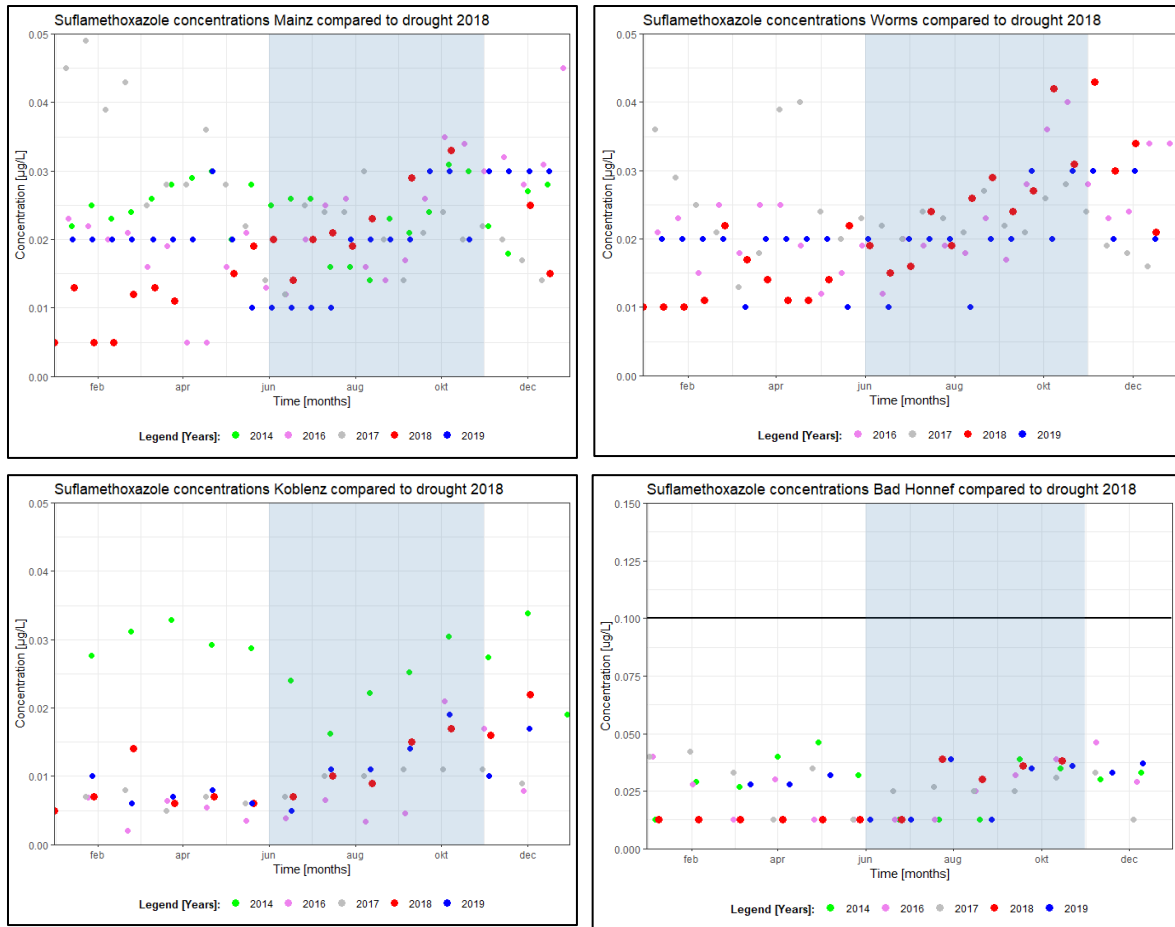 Suflamethoxazole concentrations Mainz compared to drought 2018
0.05
0.04
0.03
0.02
0.01
0.00
Concentration [µg/L]
feb apr jun aug okt dec
Time [months]
Legend [Years]: 2014 2016 2017 2018 2019
Suflamethoxazole concentrations Worms compared to drought 2018
0.05
0.04
0.03
0.02
0.01
0.00
Concentration [µg/L]
feb apr jun aug okt dec
Time [months]
Legend [Years]: 2016 2017 2018 2019
Suflamethoxazole concentrations Koblenz compared to drought 2018
0.05
0.04
0.03
0.02
0.01
0.00
Concentration [µg/L]
feb apr jun aug okt dec
Time [months]
Legend [Years]: 2014 2016 2017 2018 2019
Suflamethoxazole concentrations Bad Honnef compared to drought 2018
0.150
0.125
0.100
0.075
0.050
0.025
0.000
Concentration [µg/L]
feb apr jun aug okt dec
Time [months]
Legend [Years]: 2014 2016 2017 2018 2019